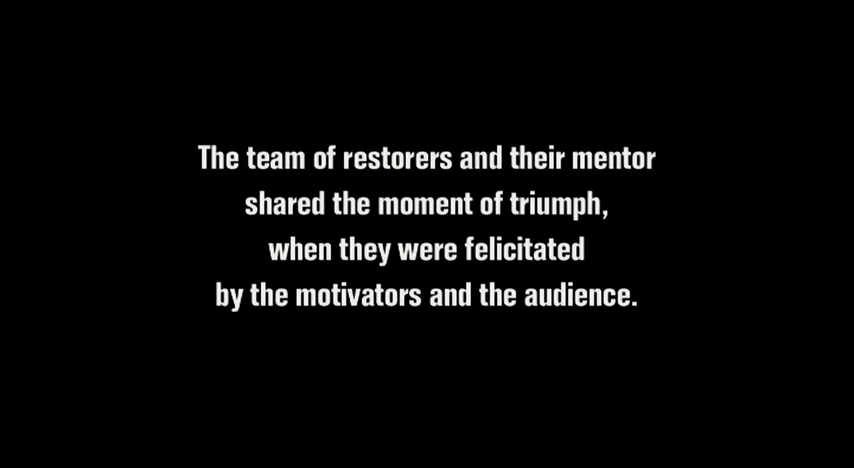 The team of restorers and their mentor
shared the moment of triumph,
when they were felicitated
by the motivators and the audience.